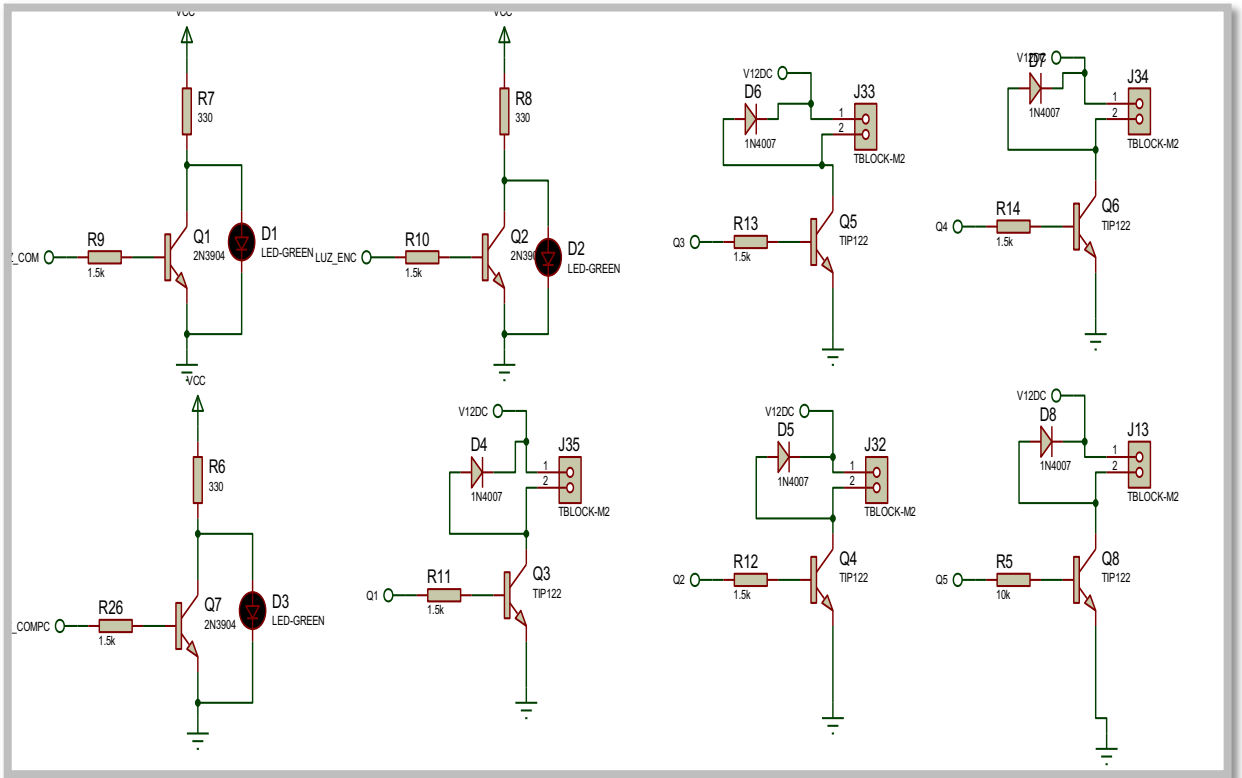 VCC
R7
330
R9
1.5k
Q1
2N3904
D1
LED-GREEN
VCC
R8
330
LUZ_ENC
R10
1.5k
Q2
D2
LED-GREEN
V12DC
D6
1N4007
J33
1
2
TBLOCK-M2
Q3
R13
1.5k
Q5
TIP122
V12DC
D7
1N4007
J34
1
2
TBLOCK-M2
Q4
R14
1.5k
Q6
TIP122
VCC
R6
330
_COMPC
R26
1.5k
Q7
2N3904
D3
LED-GREEN
V12DC
D4
1N4007
J35
1
2
TBLOCK-M2
Q1
R11
1.5k
Q3
TIP122
V12DC
D5
1N4007
J32
1
2
TBLOCK-M2
Q2
R12
1.5k
Q4
TIP122
V12DC
D8
1N4007
J13
1
2
TBLOCK-M2
Q5
R5
10k
Q8
TIP122